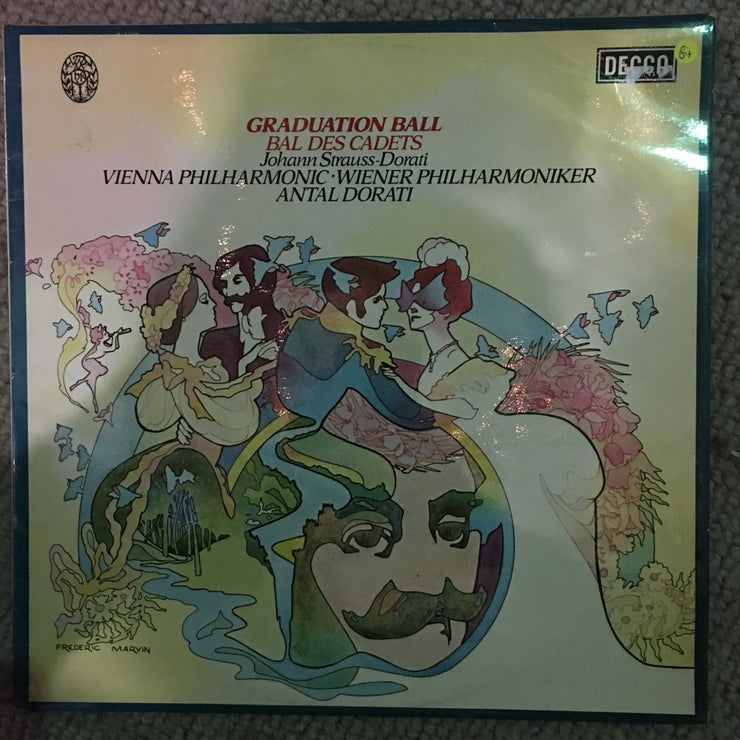 DECCA
B+
GRADUATION BALL
BAL DES CADETS
Johann Strauss-Dorati
VIENNA PHILHARMONIC · WIENER PHILHARMONIKER
ANTAL DORATI
FREDERIC MARVIN